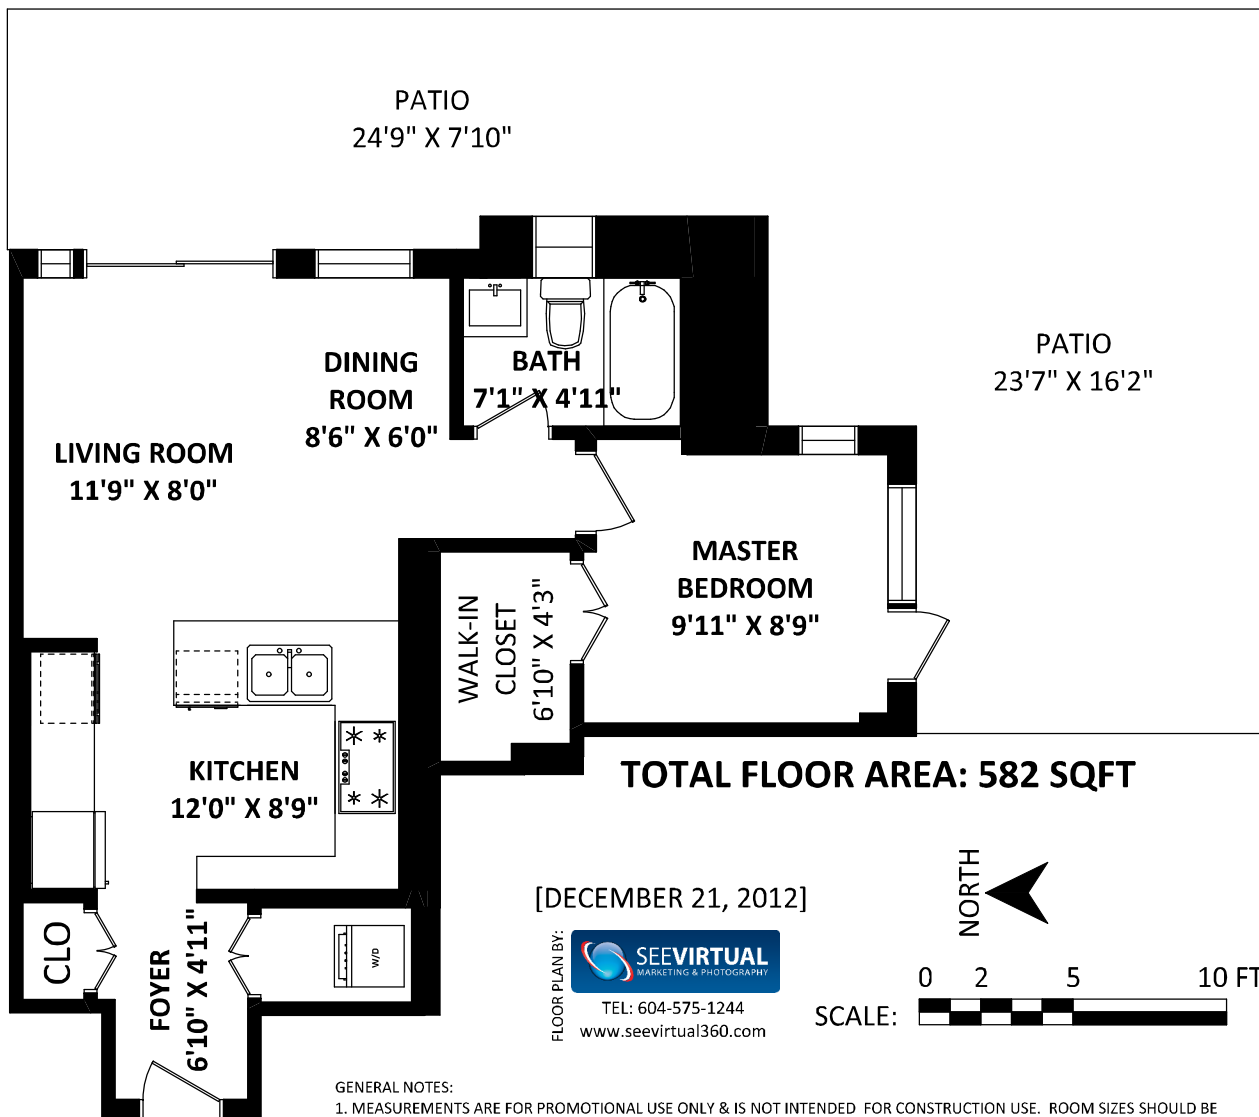 PATIO
24'9" X 7'10"
PATIO
23'7" X 16'2"
DINING
ROOM
8'6" X 6'0"
BATH
7'1" X 4'11"
LIVING ROOM
11'9" X 8'0"
MASTER
BEDROOM
9'11" X 8'9"
WALK-IN
CLOSET
6'10" X 4'3"
KITCHEN
12'0" X 8'9"
TOTAL FLOOR AREA: 582 SQFT
CLO
FOYER
6'10" X 4'11"
W/D
[DECEMBER 21, 2012]
FLOOR PLAN BY:
SEEVIRTUAL
MARKETING & PHOTOGRAPHY
TEL: 604-575-1244
www.seevirtual360.com
NORTH
0 2 5 10 FT
SCALE:
GENERAL NOTES:
1. MEASUREMENTS ARE FOR PROMOTIONAL USE ONLY & IS NOT INTENDED FOR CONSTRUCTION USE. ROOM SIZES SHOULD BE